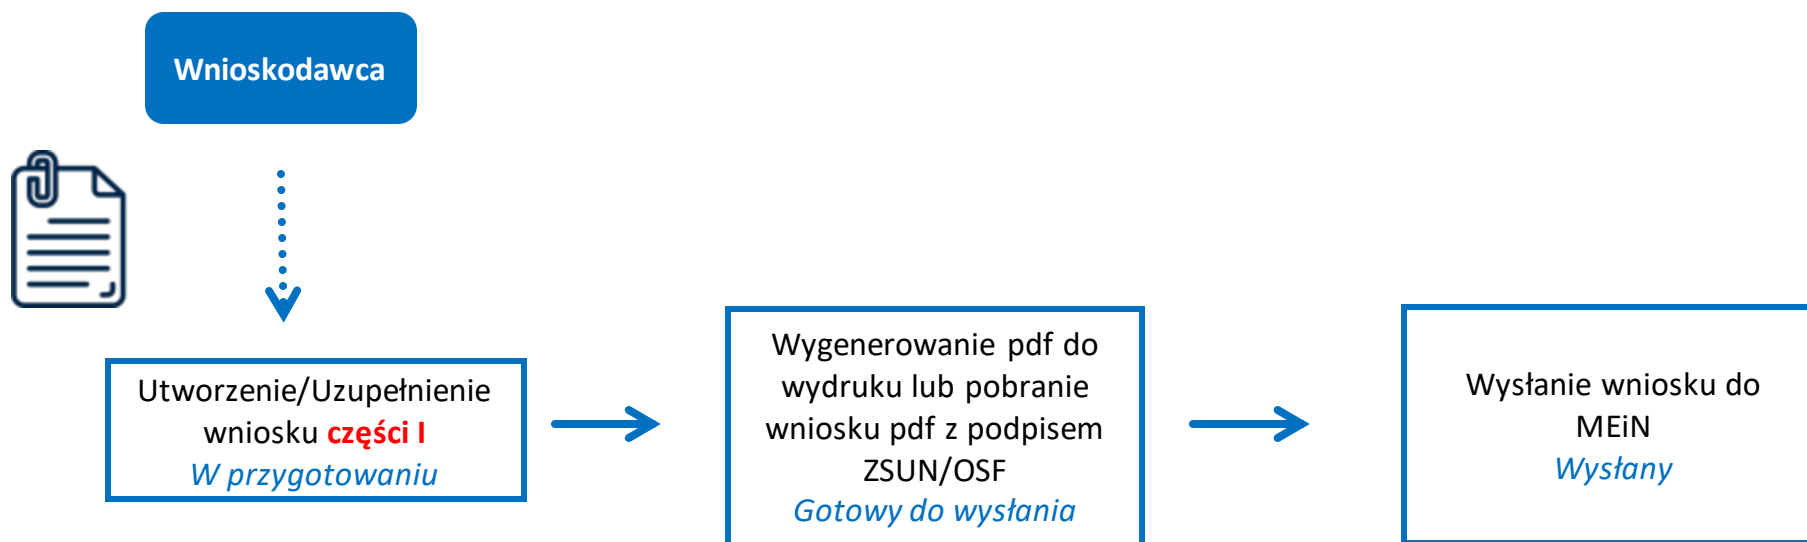 Wnioskodawca
Utworzenie/Uzupełnienie
wniosku części I
W przygotowaniu
Wygenerowanie pdf do
wydruku lub pobranie
wniosku pdf z podpisem
ZSUN/OSF
Gotowy do wysłania
Wysłanie wniosku do
MEiN
Wysłany